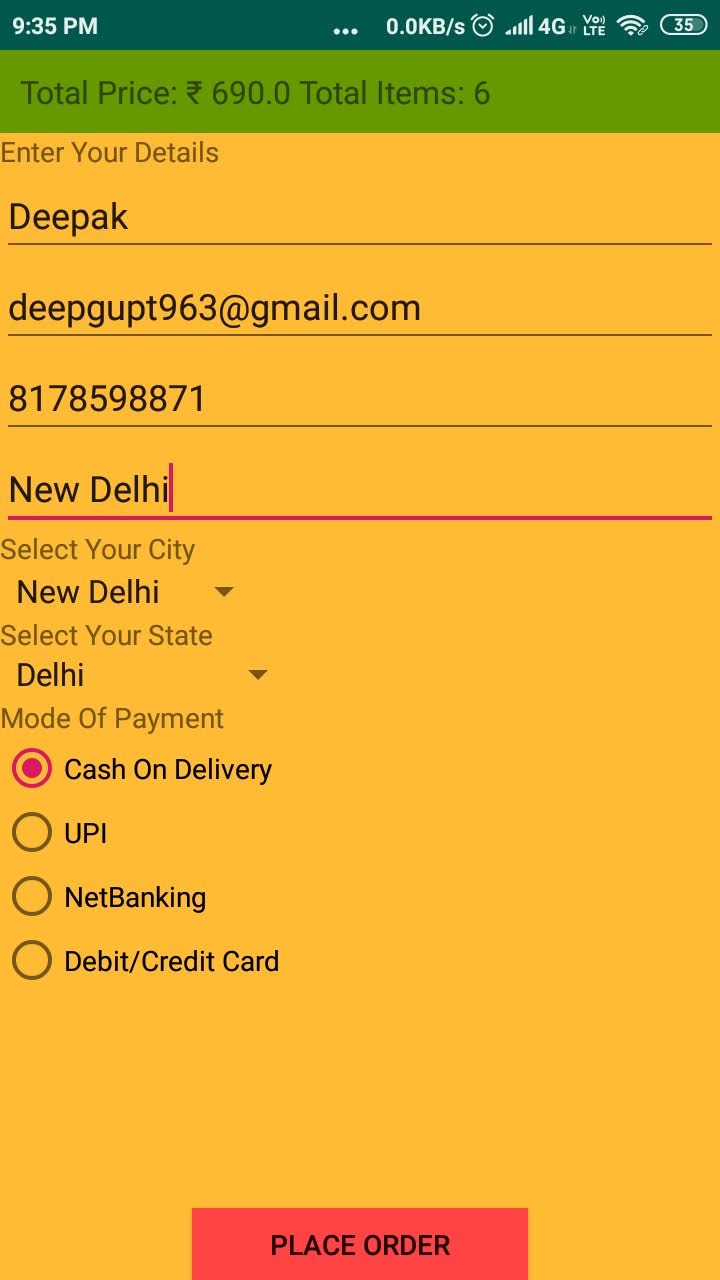 9:35 PM ... 0.0KB/s 4G Vo) LTE 35
Total Price: ₹ 690.0 Total Items: 6
Enter Your Details
Deepak
deepgupt963@gmail.com
8178598871
New Delhi
Select Your City
New Delhi
Select Your State
Delhi
Mode Of Payment
Cash On Delivery
UPI
NetBanking
Debit/Credit Card
PLACE ORDER